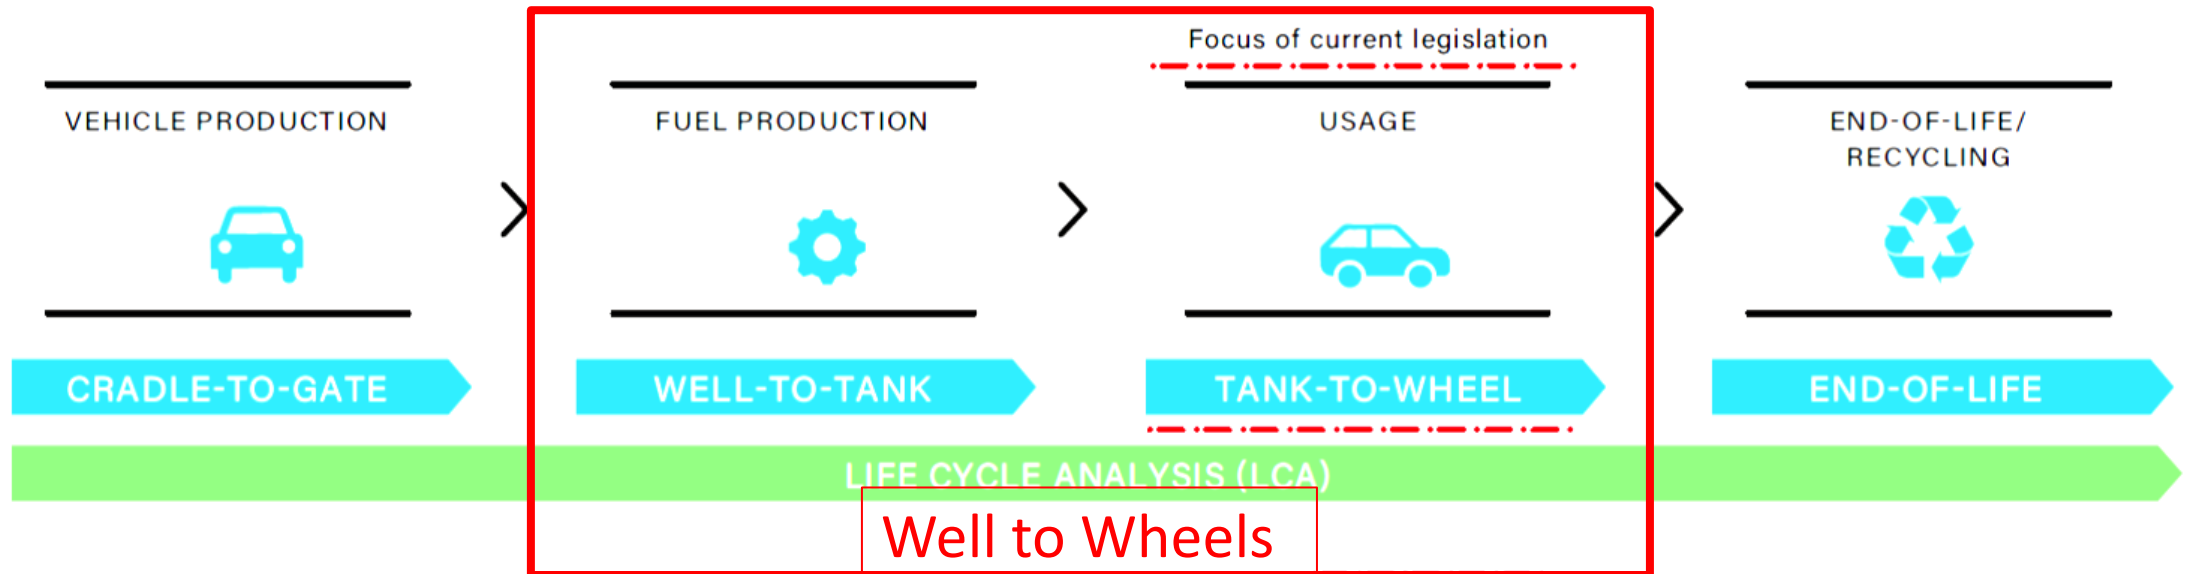 Focus of current legislation
VEHICLE PRODUCTION
FUEL PRODUCTION
USAGE
END-OF-LIFE/
RECYCLING
CRADLE-TO-GATE
WELL-TO-TANK
TANK-TO-WHEEL
END-OF-LIFE
LIFE CYCLE ANALYSIS (LCA)
Well to Wheels